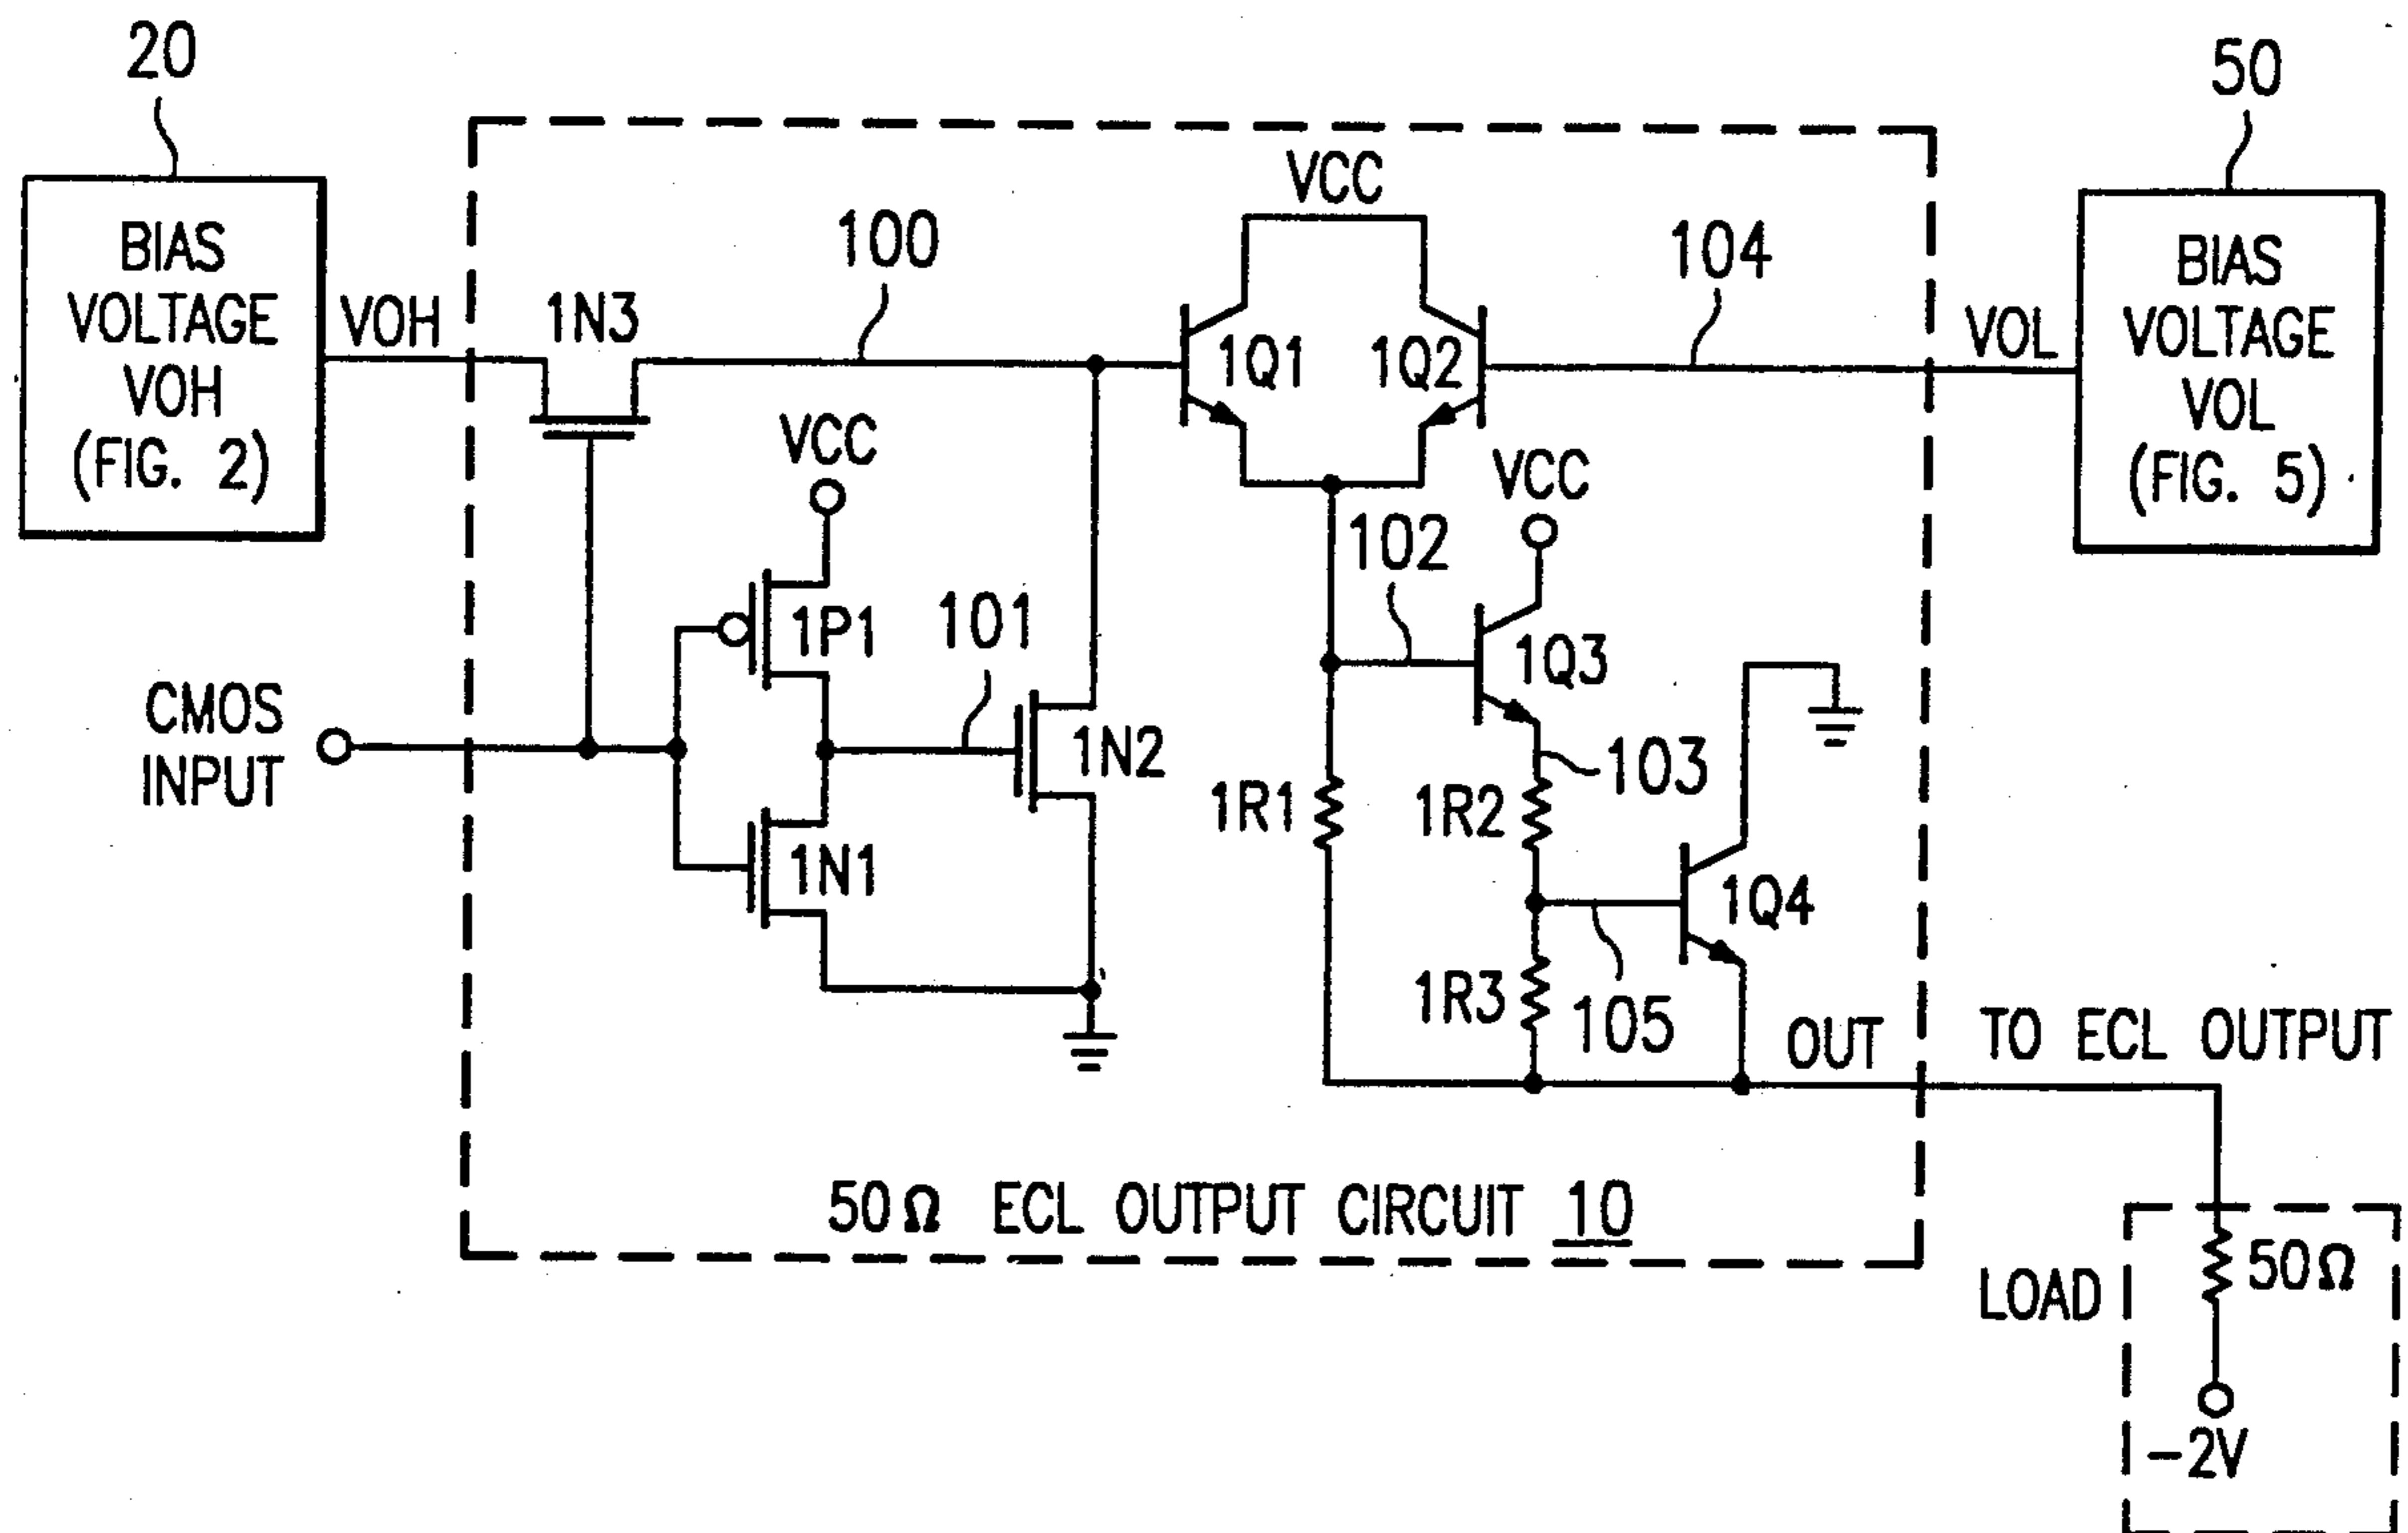 20
50
VCC
BIAS
VOLTAGE
VOH
(FIG. 2)
VOH
1N3
100
1Q1
1Q2
104
VOL
BIAS
VOLTAGE
VOL
(FIG. 5)
VCC
VCC
102
1P1
101
1Q3
CMOS
INPUT
1N2
103
1R1
1R2
1N1
1Q4
1R3
105
OUT
TO ECL OUTPUT
50Ω ECL OUTPUT CIRCUIT 10
LOAD
50Ω
-2V